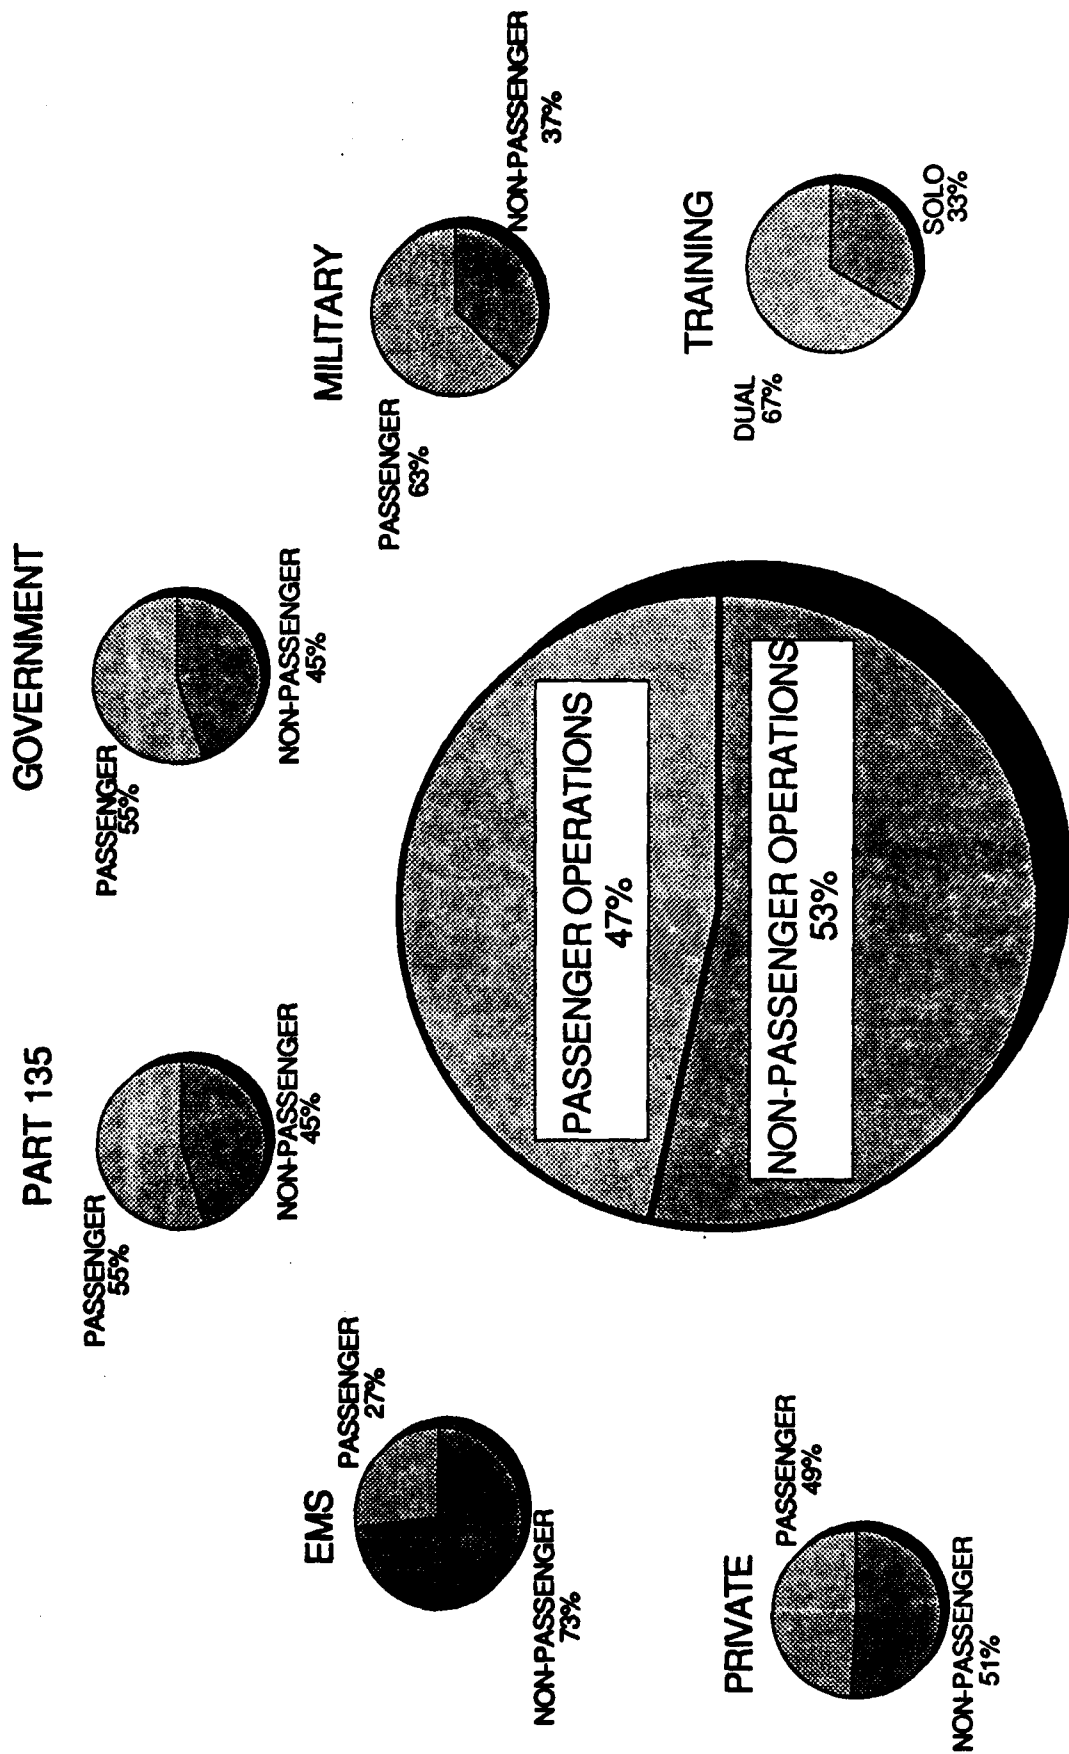 PART 135
PASSENGER
55%
NON-PASSENGER
45%
GOVERNMENT
PASSENGER
55%
NON-PASSENGER
45%
EMS
PASSENGER
27%
NON-PASSENGER
73%
MILITARY
PASSENGER
63%
NON-PASSENGER
37%
PASSENGER OPERATIONS
47%
NON-PASSENGER OPERATIONS
53%
PRIVATE
PASSENGER
49%
NON-PASSENGER
51%
TRAINING
DUAL
67%
SOLO
33%